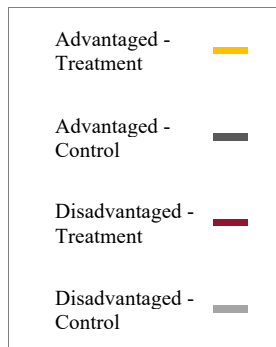 Advantaged -
Treatment
Advantaged -
Control
Disadvantaged -
Treatment
Disadvantaged -
Control